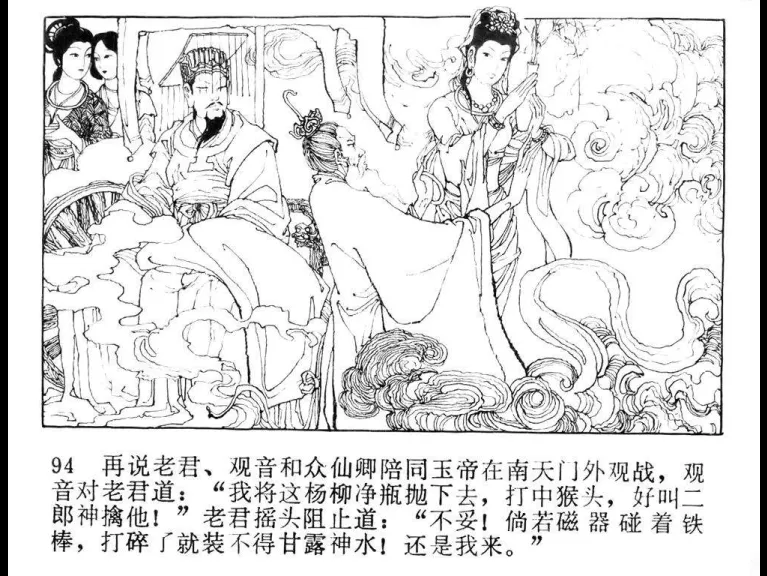 94 再说老君、观音和众仙卿陪同玉帝在南天门外观战，观
音对老君道：“我将这杨柳净瓶抛下去，打中猴头，好叫二
郎神擒他！”老君摇头阻止道：“不妥！倘若磁器碰着铁
棒，打碎了就装不得甘露神水！还是我来。”